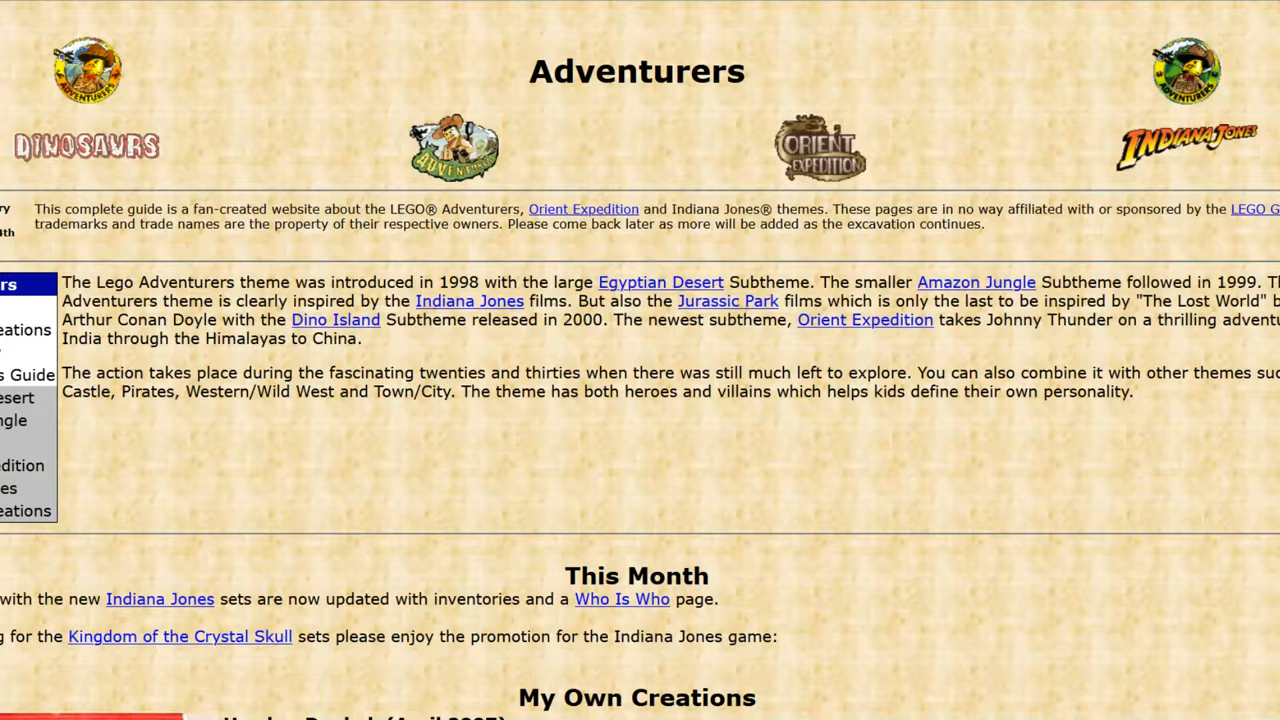 Adventurers
ADVENTURERS
ADVENTURERS
DINOSAURS
ORIENT EXPEDITION
INDIANA JONES
ry
4th
This complete guide is a fan-created website about the LEGO® Adventurers, Orient Expedition and Indiana Jones® themes. These pages are in no way affiliated with or sponsored by the LEGO G
trademarks and trade names are the property of their respective owners. Please come back later as more will be added as the excavation continues.
rs
eations
s Guide
esert
ngle
edition
es
eations
The Lego Adventurers theme was introduced in 1998 with the large Egyptian Desert Subtheme. The smaller Amazon Jungle Subtheme followed in 1999. Th
Adventurers theme is clearly inspired by the Indiana Jones films. But also the Jurassic Park films which is only the last to be inspired by "The Lost World" b
Arthur Conan Doyle with the Dino Island Subtheme released in 2000. The newest subtheme, Orient Expedition takes Johnny Thunder on a thrilling adventu
India through the Himalayas to China.
The action takes place during the fascinating twenties and thirties when there was still much left to explore. You can also combine it with other themes suc
Castle, Pirates, Western/Wild West and Town/City. The theme has both heroes and villains which helps kids define their own personality.
This Month
with the new Indiana Jones sets are now updated with inventories and a Who Is Who page.
g for the Kingdom of the Crystal Skull sets please enjoy the promotion for the Indiana Jones game:
My Own Creations